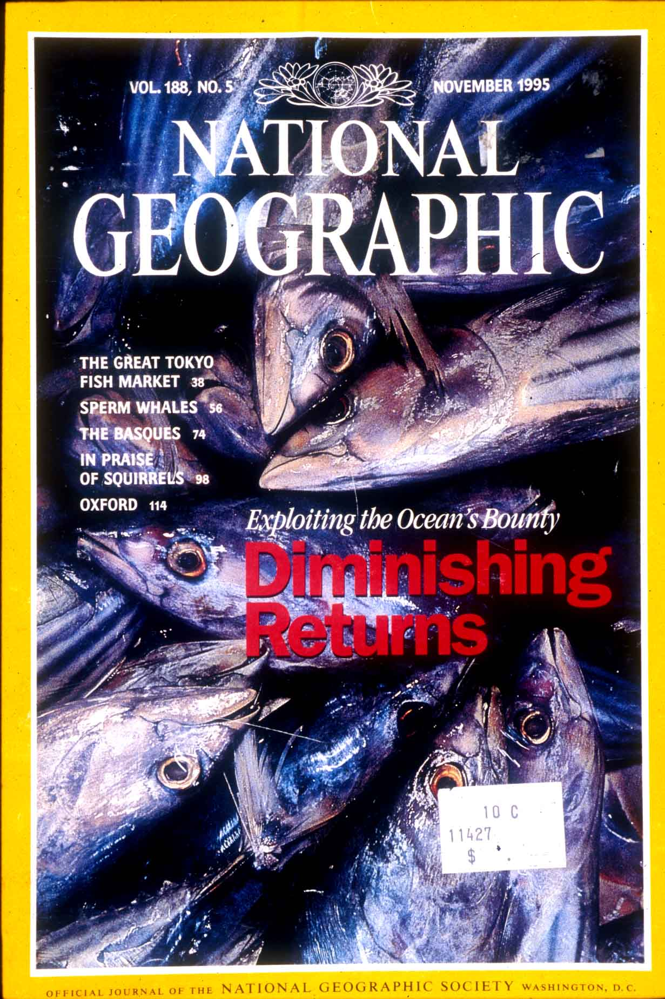 VOL. 188, NO. 5
NOVEMBER 1995
NATIONAL
GEOGRAPHIC
THE GREAT TOKYO
FISH MARKET 38
SPERM WHALES 56
THE BASQUES 74
IN PRAISE
OF SQUIRRELS 98
OXFORD 114
Exploiting the Ocean's Bounty
Diminishing
Returns
10 C
11427
$ .
OFFICIAL JOURNAL OF THE NATIONAL GEOGRAPHIC SOCIETY WASHINGTON, D.C.